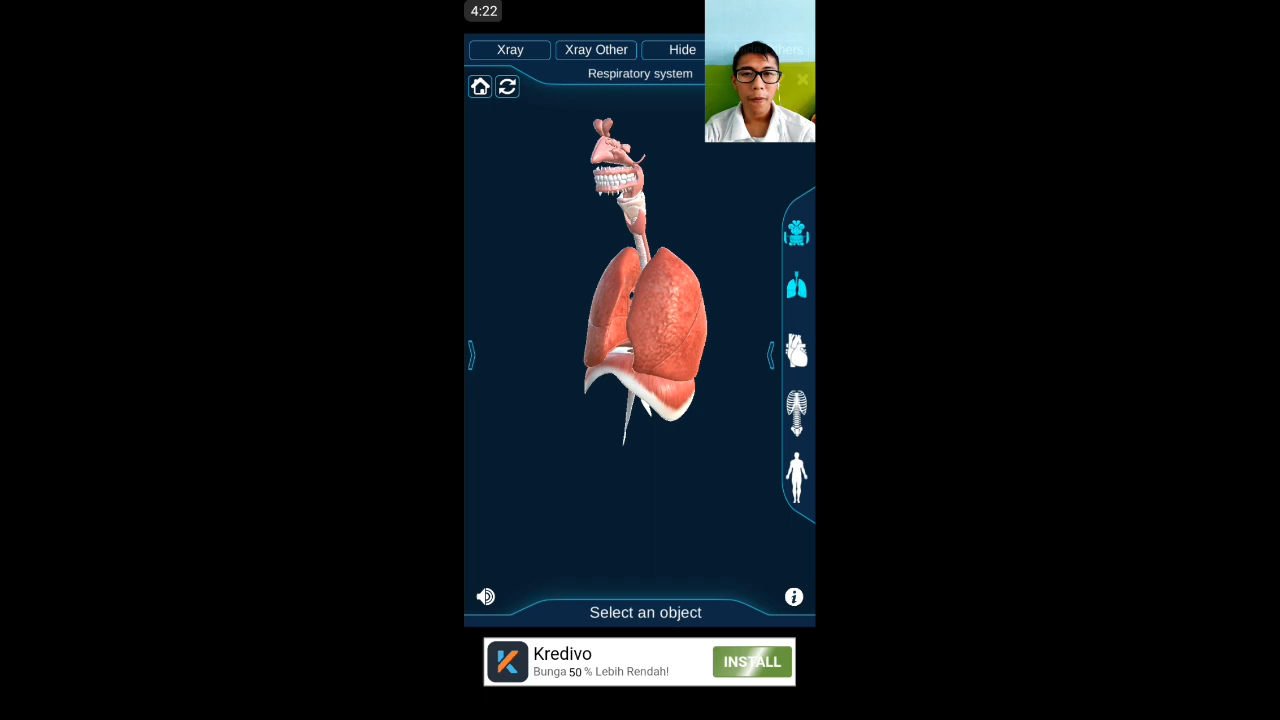 4:22
Xray
Xray Other
Hide
Respiratory system
Select an object
Kredivo
Bunga 50 % Lebih Rendah!
INSTALL